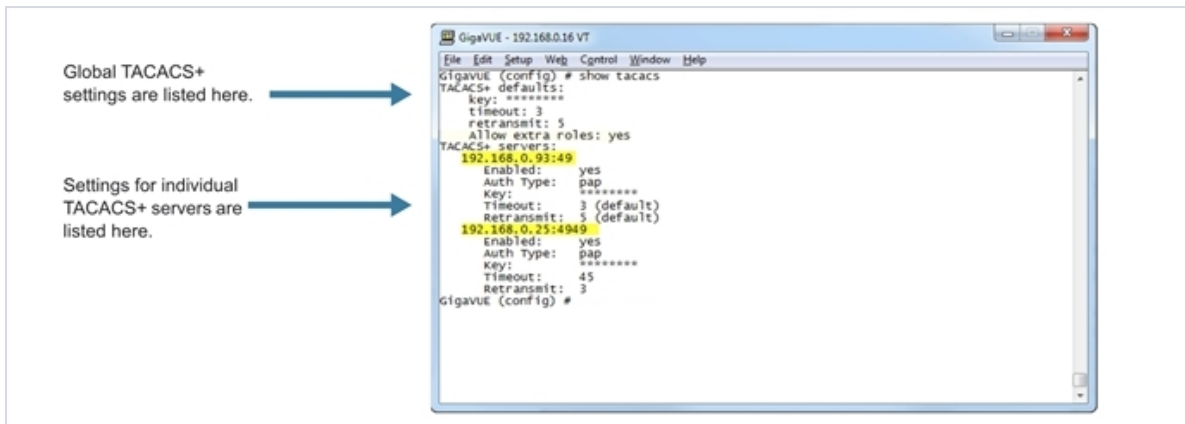 Global TACACS+
settings are listed here.
Settings for individual
TACACS+ servers are
listed here.
GigaVUE - 192.168.0.16 VT
File Edit Setup Web Control Window Help
GigaVUE (config) # show tacacs
TACACS+ defaults:
key: ********
timeout: 3
retransmit: 5
Allow extra roles: yes
TACACS+ servers:
192.168.0.93:49
Enabled: yes
Auth Type: pap
Key: ********
Timeout: 3 (default)
Retransmit: 5 (default)
192.168.0.25:4949
Enabled: yes
Auth Type: pap
Key: ********
Timeout: 45
Retransmit: 3
GigaVUE (config) #